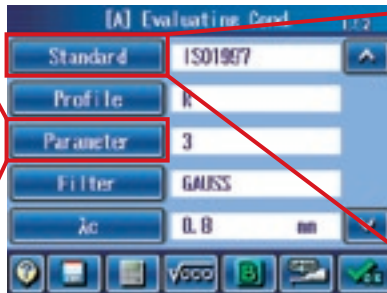 [A] Evaluating Cond. 1/2
Standard ISO1997
Profile R
Parameter 3
Filter GAUSS
λc 0.8 mm
B